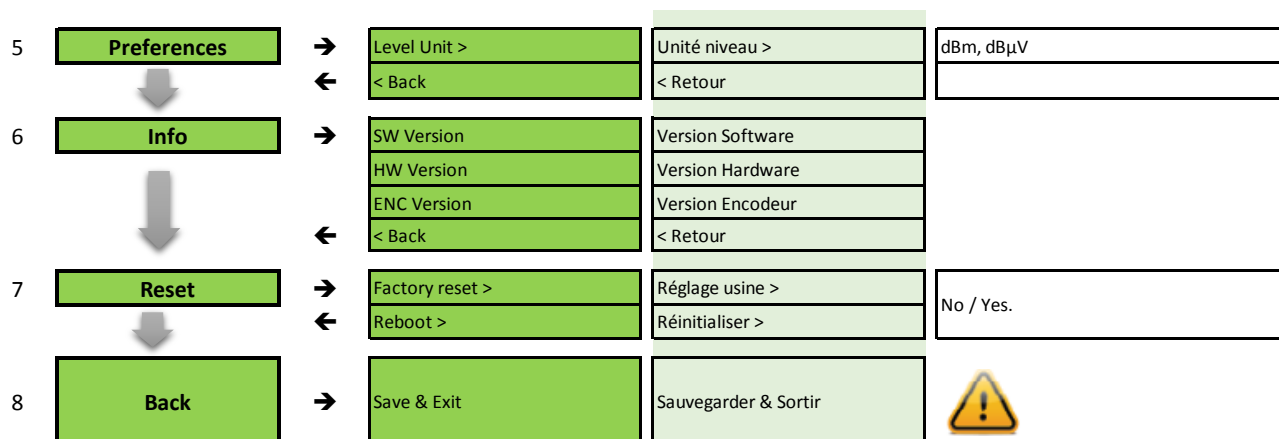 5 Preferences → Level Unit > Unité niveau > dBm, dBµV
← < Back < Retour
6 Info → SW Version Version Software
HW Version Version Hardware
ENC Version Version Encodeur
← < Back < Retour
7 Reset → Factory reset > Réglage usine > No / Yes.
← Reboot > Réinitialiser >
8 Back → Save & Exit Sauvegarder & Sortir